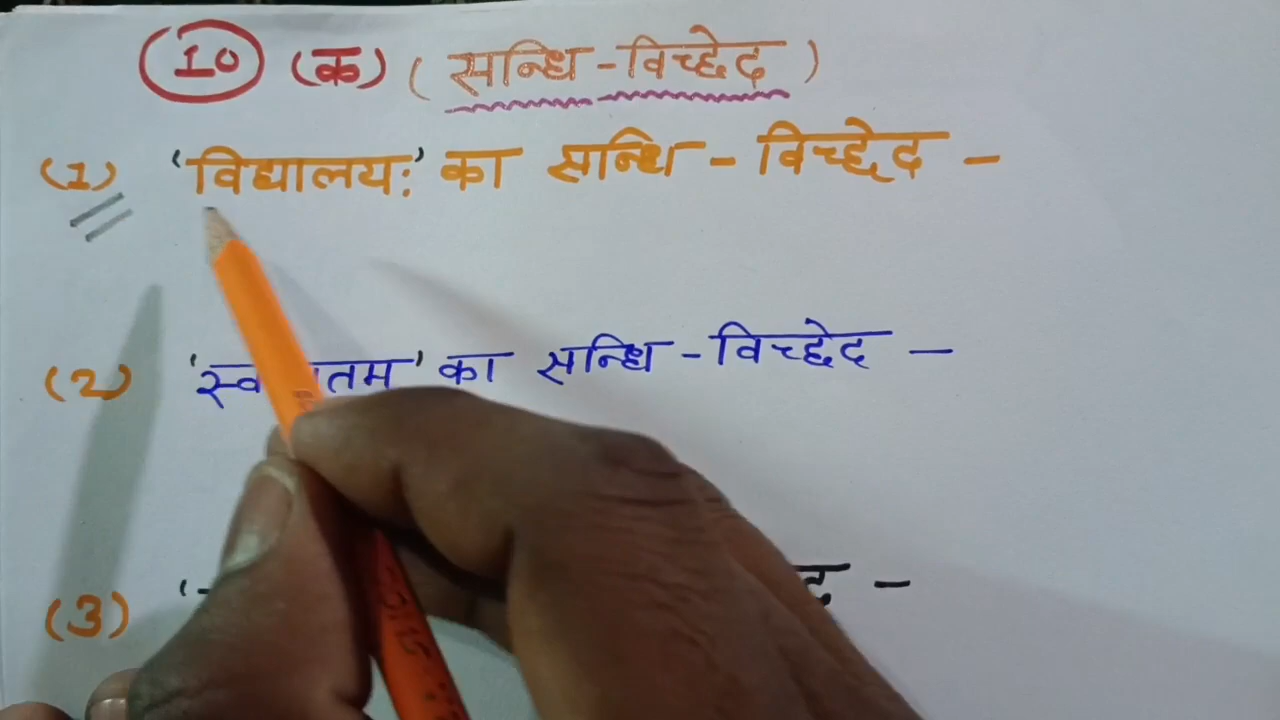 10 (क) (सन्धि-विच्छेद)
(1) 'विद्यालयः' का सन्धि - विच्छेद -
(2) का सन्धि - विच्छेद -
(3)